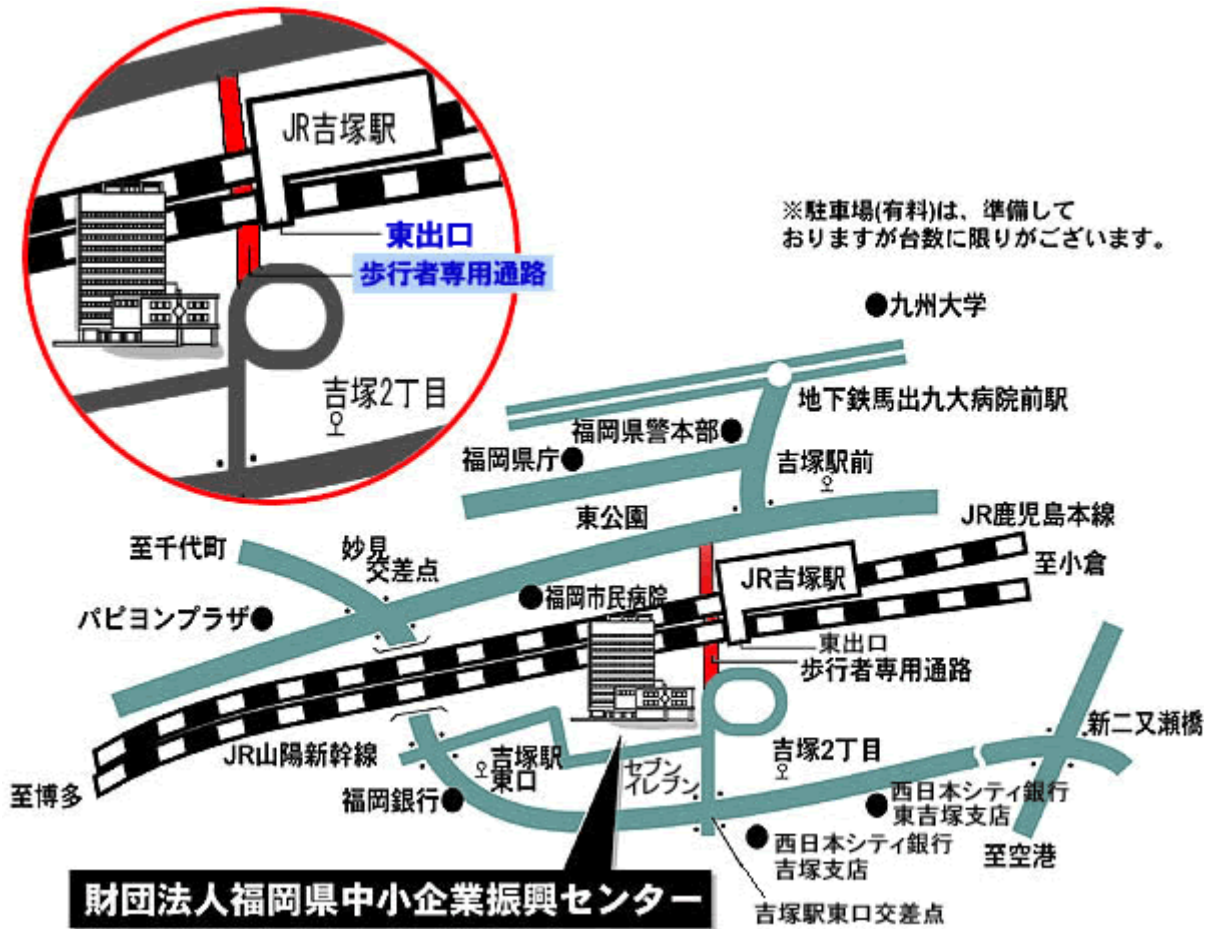 JR吉塚駅
東出口
歩行者専用通路
吉塚2丁目
※駐車場(有料)は、準備して
おりますが台数に限りがございます。
●九州大学
地下鉄馬出九大病院前駅
福岡県警本部●
福岡県庁●
吉塚駅前
東公園
JR鹿児島本線
至千代町
妙見
交差点
至小倉
JR吉塚駅
●福岡市民病院
パピヨンプラザ●
東出口
歩行者専用通路
新二又瀬橋
JR山陽新幹線
吉塚駅
東口
セブン
イレブン
吉塚2丁目
至博多
福岡銀行●
西日本シティ銀行
東吉塚支店
西日本シティ銀行
吉塚支店
至空港
財団法人福岡県中小企業振興センター
吉塚駅東口交差点